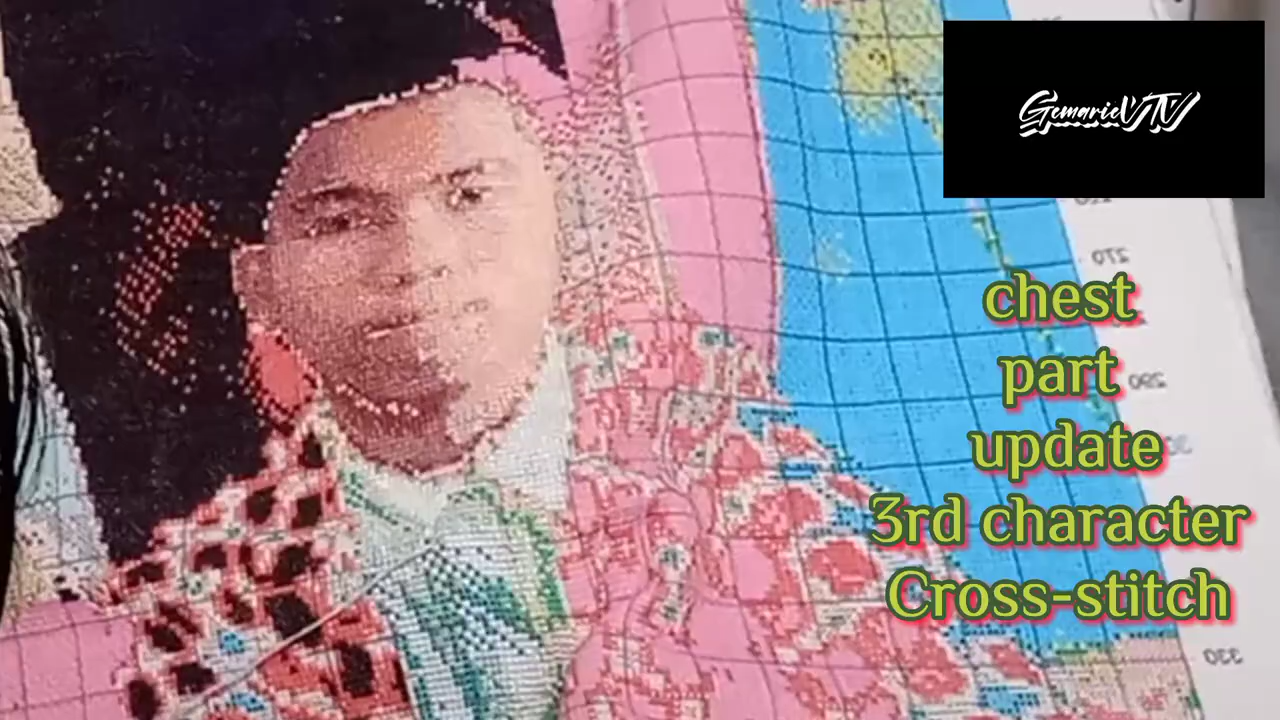 GemarieVTV
chest
part
update
3rd character
Cross-stitch
270
290
330